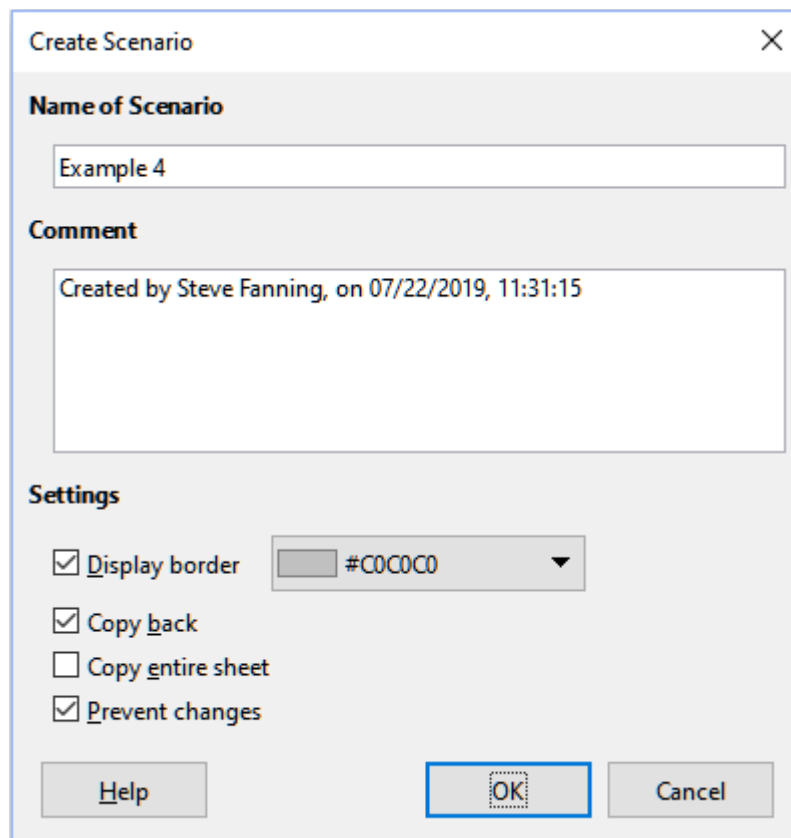 Create Scenario
Name of Scenario
Example 4
Comment
Created by Steve Fanning, on 07/22/2019, 11:31:15
Settings
Display border #C0C0C0
Copy back
Copy entire sheet
Prevent changes
Help OK Cancel